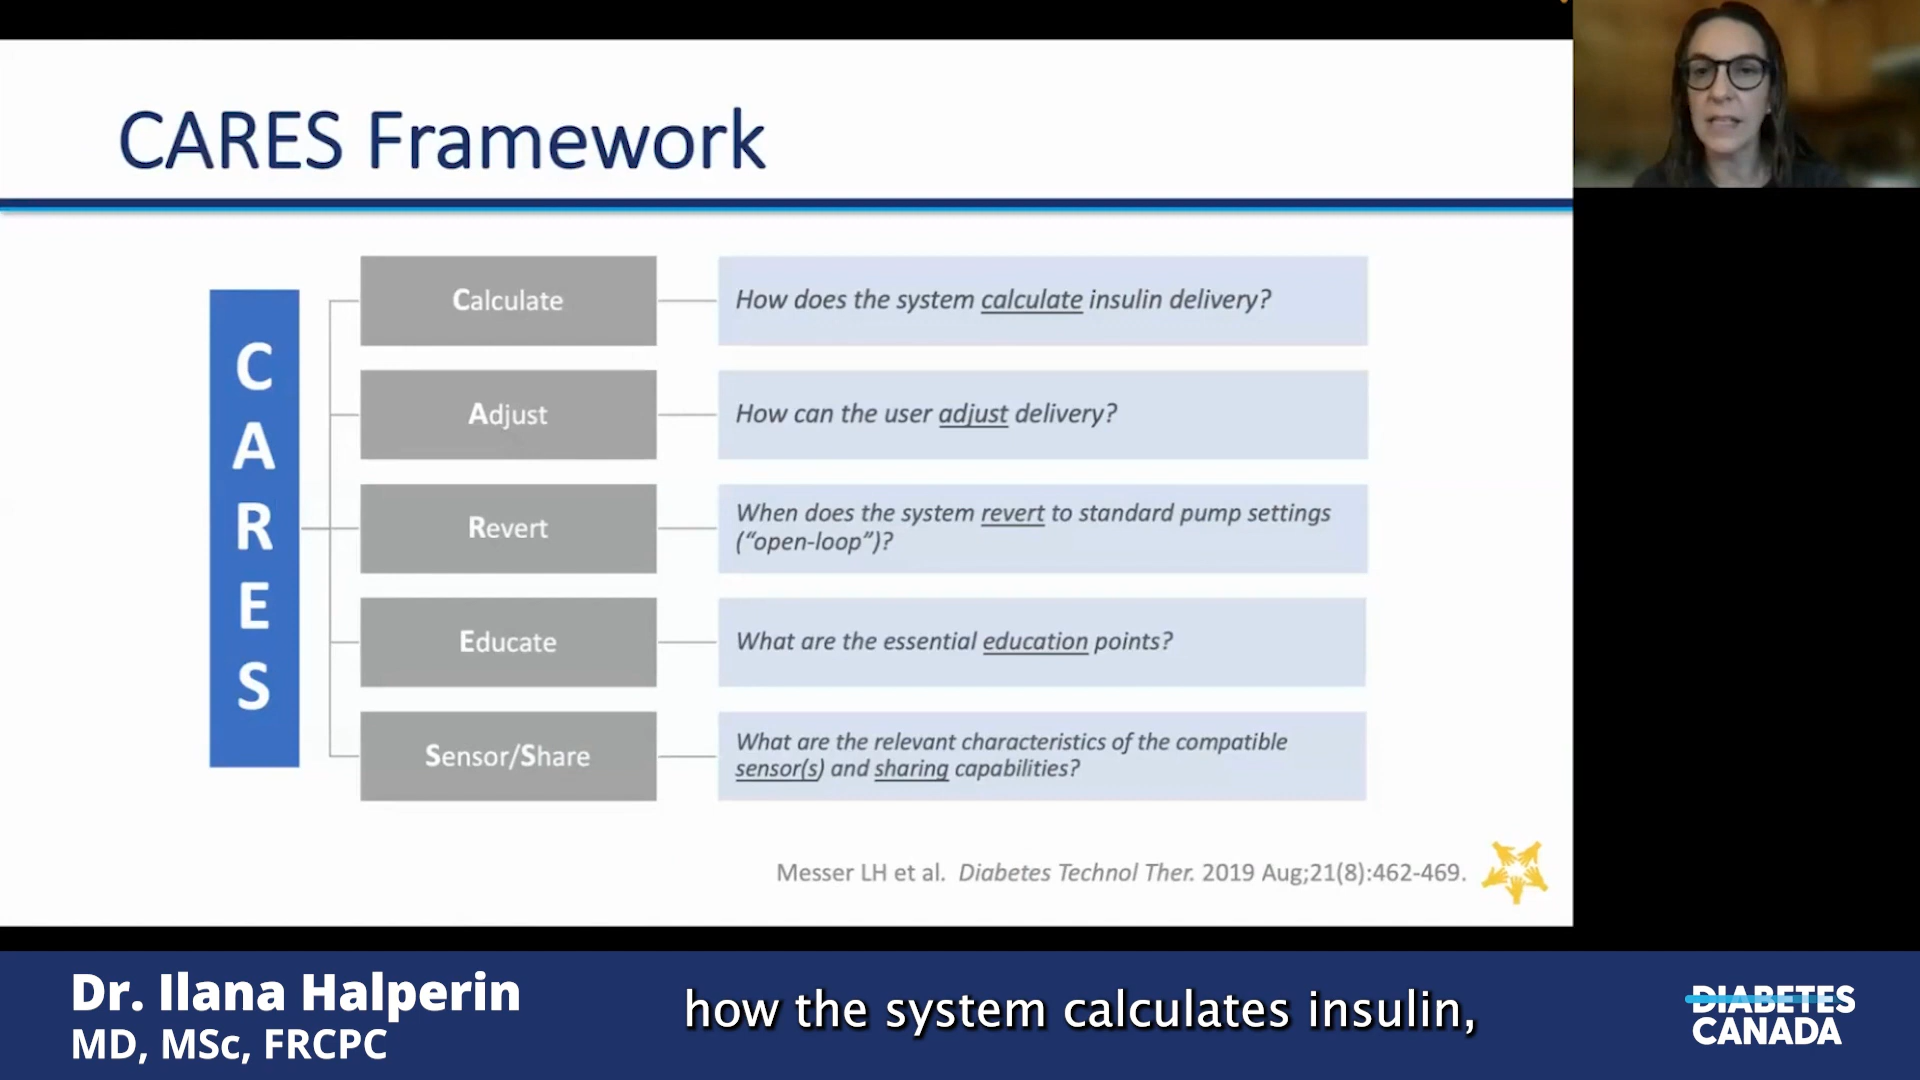 CARES Framework
C
A
R
E
S
Calculate
How does the system calculate insulin delivery?
Adjust
How can the user adjust delivery?
Revert
When does the system revert to standard pump settings
(“open-loop”)?
Educate
What are the essential education points?
Sensor/Share
What are the relevant characteristics of the compatible
sensor(s) and sharing capabilities?
Messer LH et al. Diabetes Technol Ther. 2019 Aug;21(8):462-469.
Dr. Ilana Halperin
MD, MSc, FRCPC
how the system calculates insulin,
DIABETES
CANADA